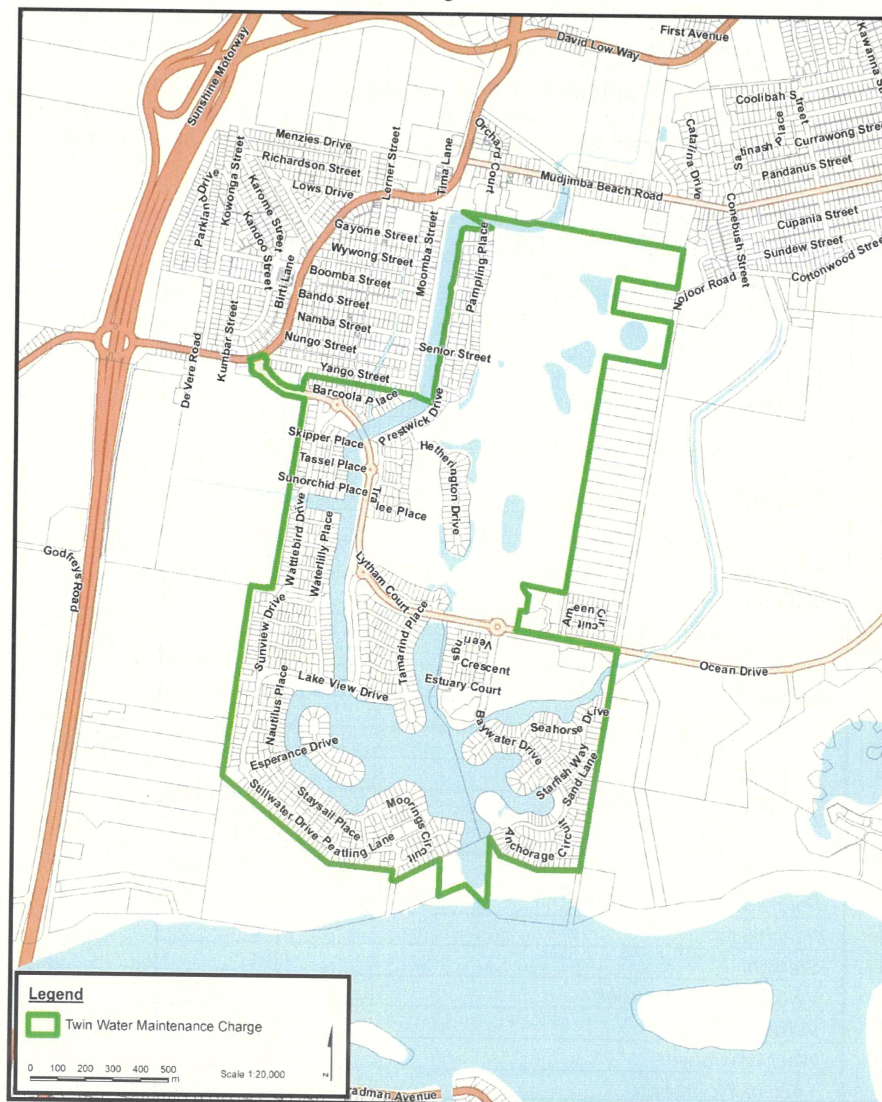 First Avenue
David Low Way
Kawanna
Sunshine Motorway
Coolibah Street
Satinash Place
Currawong Street
Catalina Drive
Pandanus Street
Orchard Court
Menzies Drive
Lerner Street
Tima Lane
Richardson Street
Mudjimba Beach Road
Lows Drive
Parkland Drive
Kowonga Street
Karome Street
Kandoo Street
Conebush Street
Cupania Street
Gayome Street
Moomba Street
Pampling Place
Sundew Street
Wywong Street
Cottonwood Street
Birti Lane
Boomba Street
Nojoor Road
Bando Street
Namba Street
Kumbar Street
De Vere Road
Nungo Street
Senior Street
Yango Street
Barcoola Place
Prestwick Drive
Skipper Place
Hetherington Drive
Tassel Place
Sunorchid Place
Tralee Place
Wattlebird Drive
Waterlilly Place
Godfreys Road
Lytham Court
Amee Circuit
Tamarind Place
Sunview Drive
Veerings
Crescent
Ocean Drive
Estuary Court
Lake View Drive
Nautilus Place
Seahorse Drive
Baywater Drive
Esperance Drive
Starfish Way
Sand Lane
Staysail Place
Stillwater Drive
Moorings Circuit
Peatling Lane
Anchorage Circuit
Legend
Twin Water Maintenance Charge
0 100 200 300 400 500
m
Scale 1:20,000
N
adman Avenue